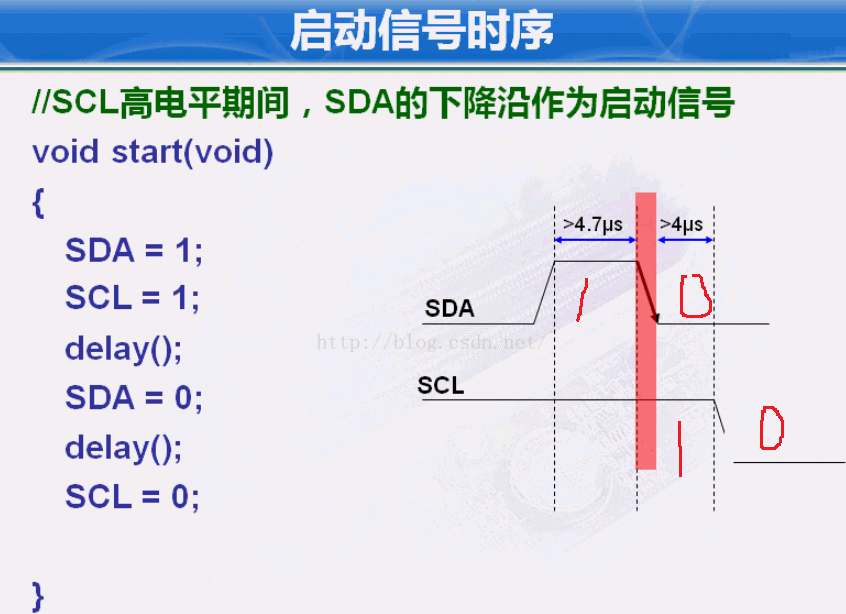 启动信号时序
//SCL高电平期间，SDA的下降沿作为启动信号
void start(void)
{
SDA = 1;
SCL = 1;
delay();
SDA = 0;
delay();
SCL = 0;
}
>4.7μs
>4μs
SDA
1
0
http://blog.csdn.net/
SCL
1
0